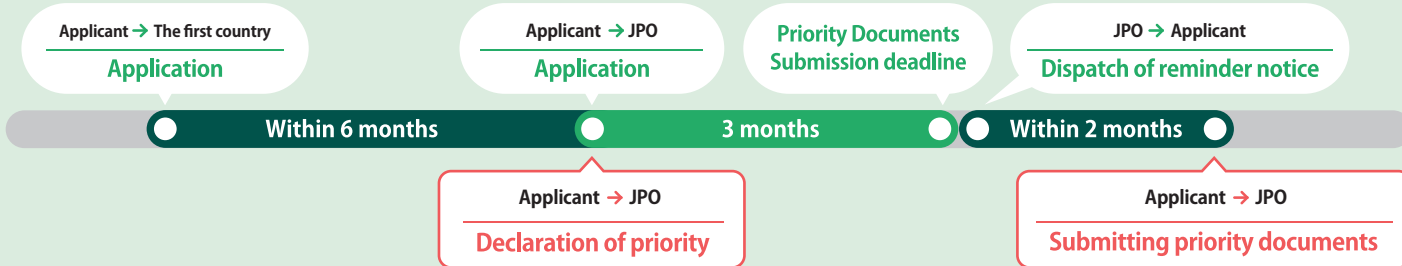 Applicant → The first country
Application
Applicant → JPO
Application
Priority Documents
Submission deadline
JPO → Applicant
Dispatch of reminder notice
Within 6 months
3 months
Within 2 months
Applicant → JPO
Declaration of priority
Applicant → JPO
Submitting priority documents